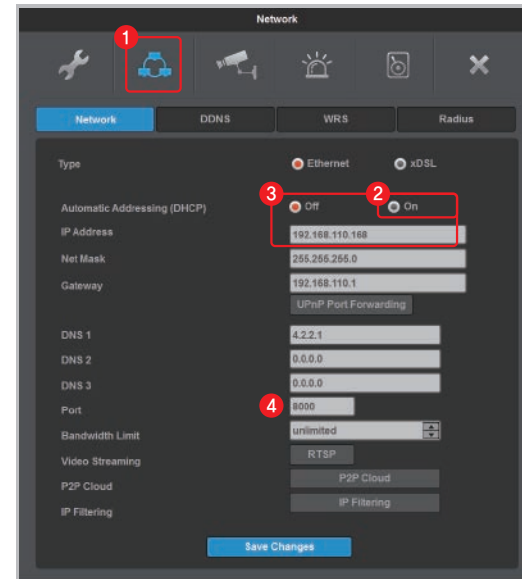 Network
1
Network DDNS WRS Radius
Type Ethernet xDSL
3 2
Automatic Addressing (DHCP) Off On
IP Address 192.168.110.168
Net Mask 255.255.255.0
Gateway 192.168.110.1
UPnP Port Forwarding
DNS 1 4.2.2.1
DNS 2 0.0.0.0
DNS 3 0.0.0.0
Port 4 8000
Bandwidth Limit unlimited
Video Streaming RTSP
P2P Cloud P2P Cloud
IP Filtering IP Filtering
Save Changes